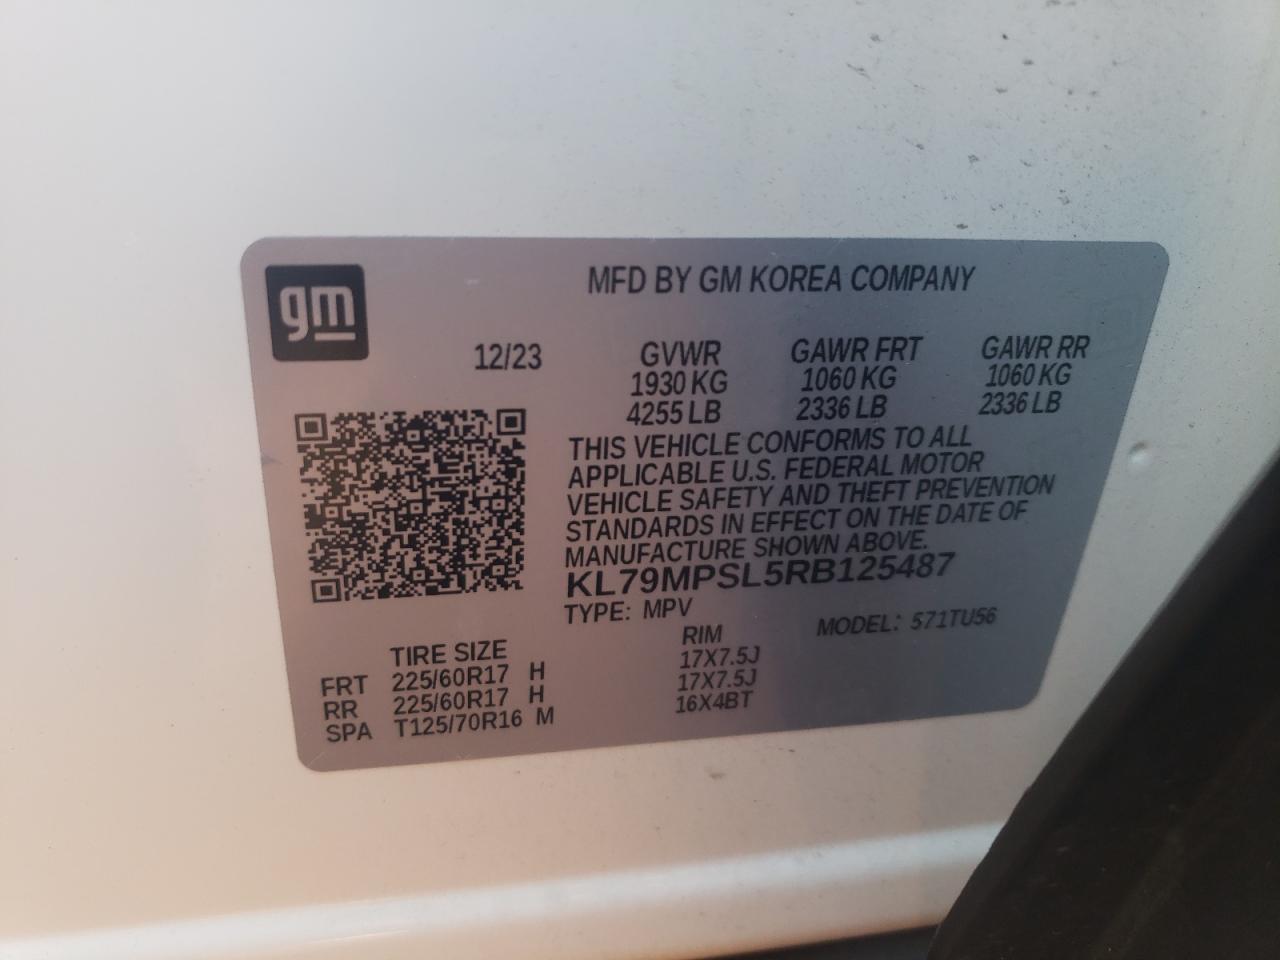 gm
MFD BY GM KOREA COMPANY
12/23 GVWR GAWR FRT GAWR RR
1930 KG 1060 KG 1060 KG
4255 LB 2336 LB 2336 LB
THIS VEHICLE CONFORMS TO ALL
APPLICABLE U.S. FEDERAL MOTOR
VEHICLE SAFETY AND THEFT PREVENTION
STANDARDS IN EFFECT ON THE DATE OF
MANUFACTURE SHOWN ABOVE.
KL79MPSL5RB125487
TYPE: MPV MODEL: 571TU56
TIRE SIZE RIM
FRT 225/60R17 H 17X7.5J
RR 225/60R17 H 17X7.5J
SPA T125/70R16 M 16X4BT